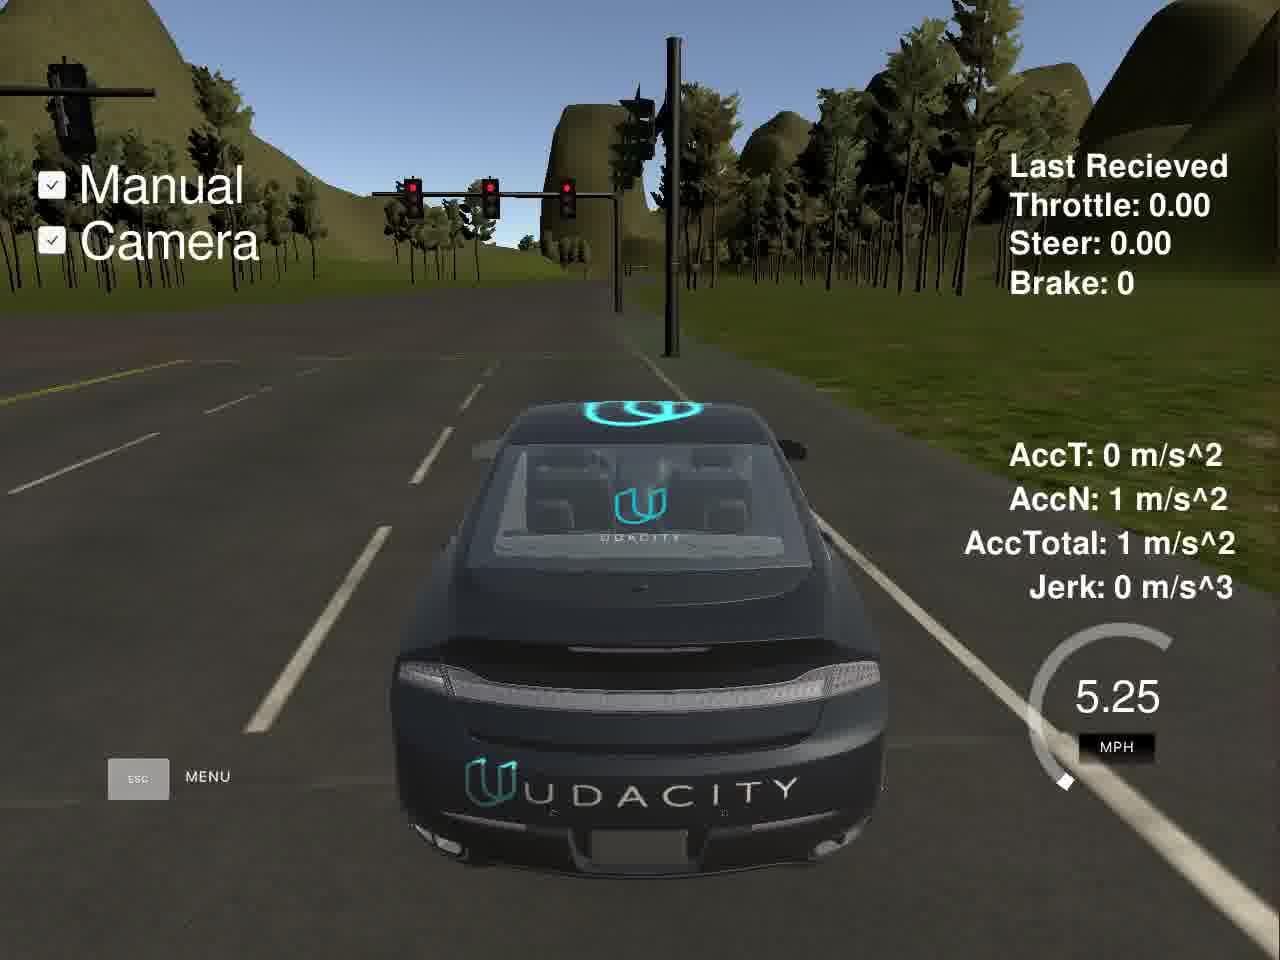 Manual
Camera
Last Recieved
Throttle: 0.00
Steer: 0.00
Brake: 0
AccT: 0 m/s^2
AccN: 1 m/s^2
AccTotal: 1 m/s^2
Jerk: 0 m/s^3
5.25
MPH
ESC MENU
UDACITY
UDACITY